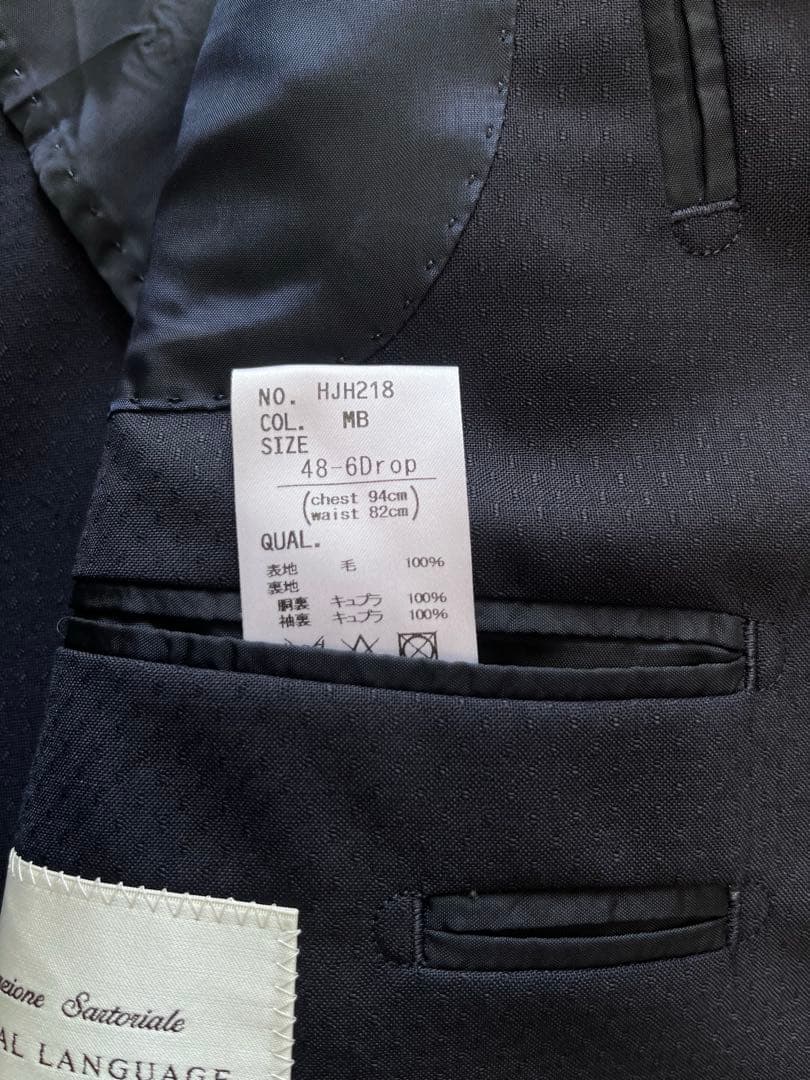 NO. HJH218
COL. MB
SIZE
48-6Drop
(chest 94cm
waist 82cm)
QUAL.
表地 毛 100%
裏地
胴裏 キュプラ 100%
袖裏 キュプラ 100%
Sartoriale
LANGUAGE